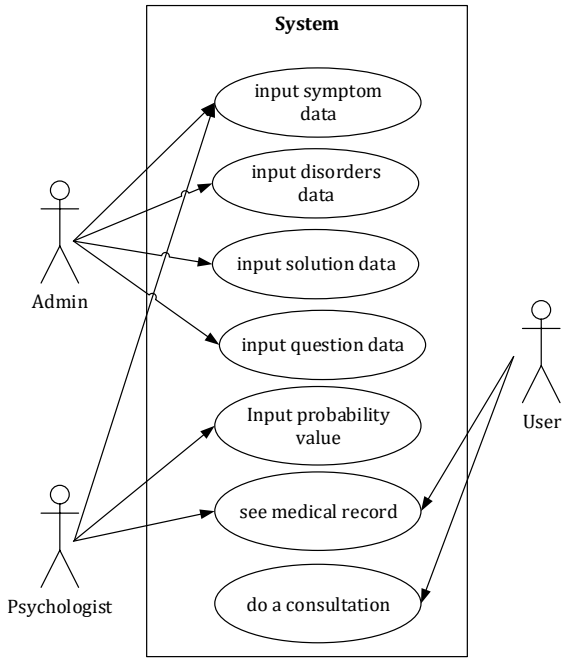 System
input symptom
data
input disorders
data
input solution data
Admin
input question data
Input probability
value
User
see medical record
Psychologist
do a consultation